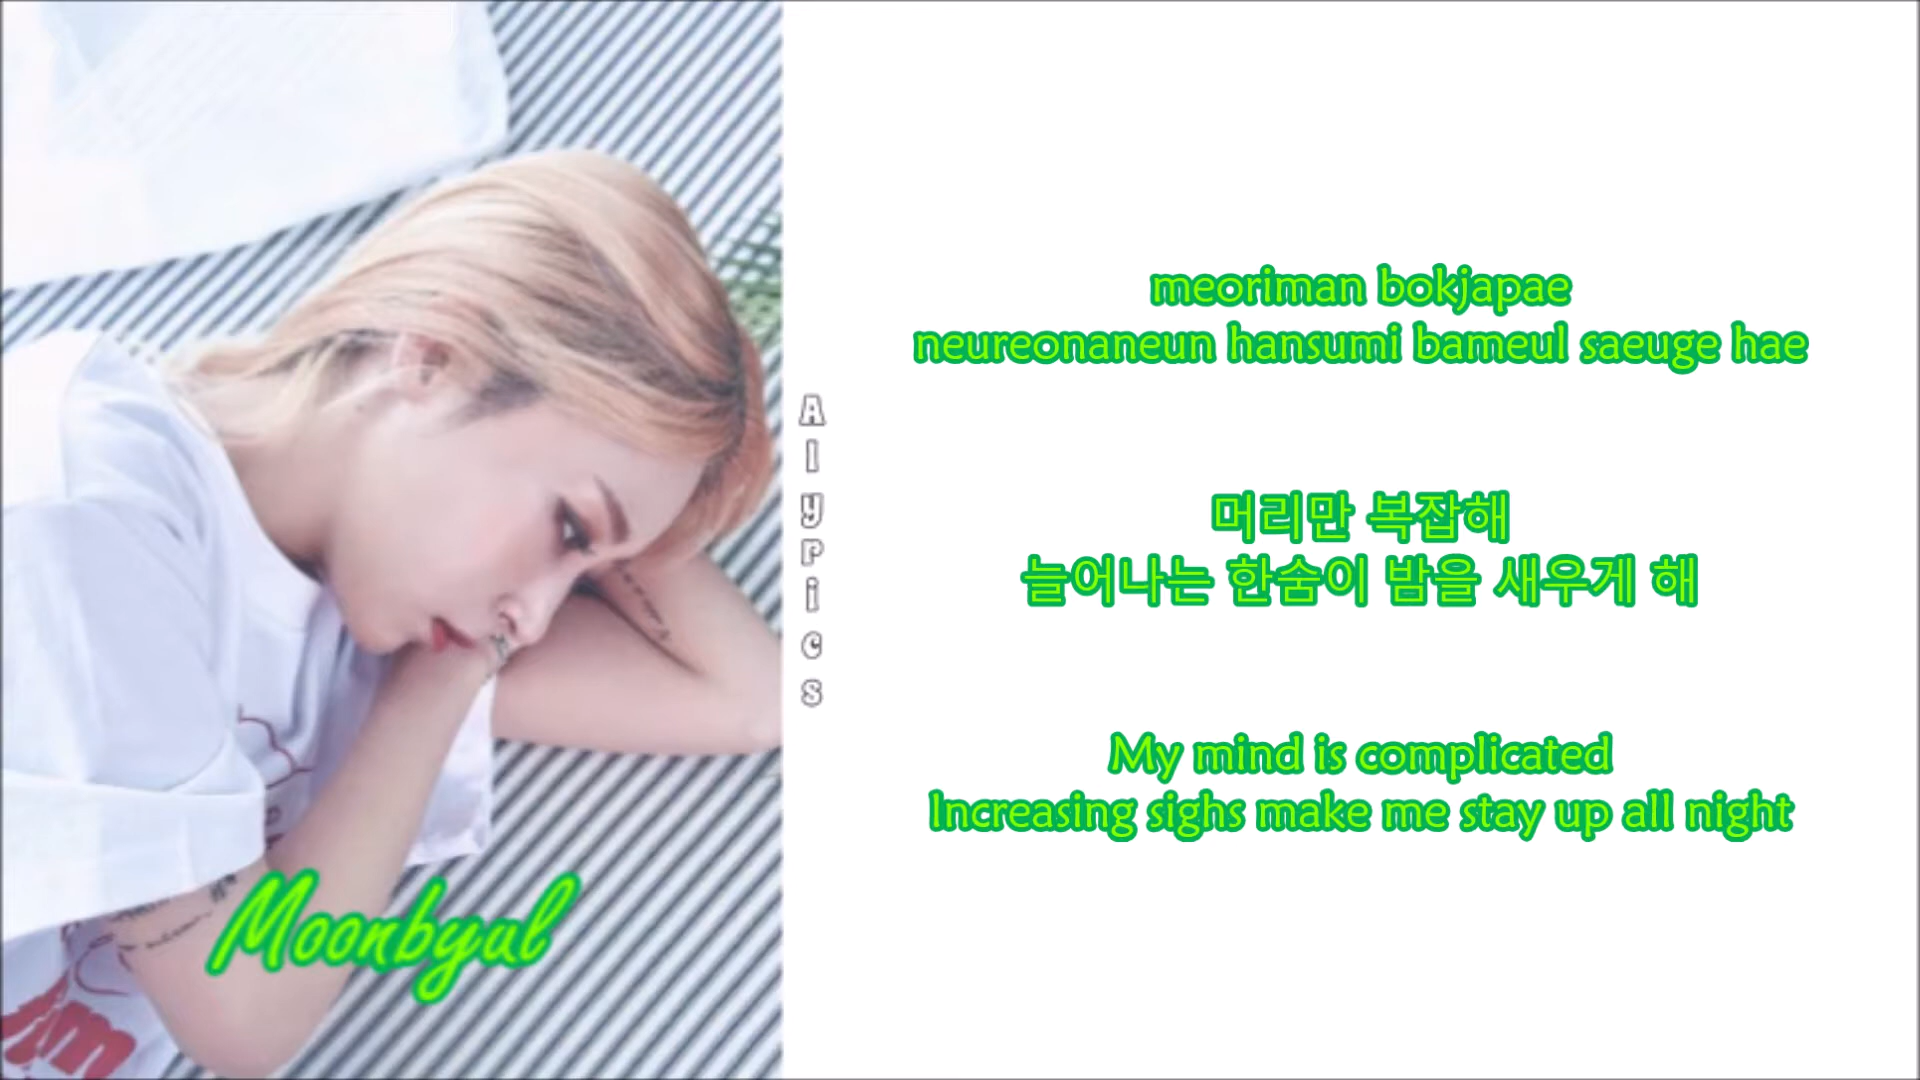 meoriman bokjapae
neureonaneun hansumi bameul saeuge hae
머리만 복잡해
늘어나는 한숨이 밤을 새우게 해
My mind is complicated
Increasing sighs make me stay up all night
AlyPics
Moonbyul